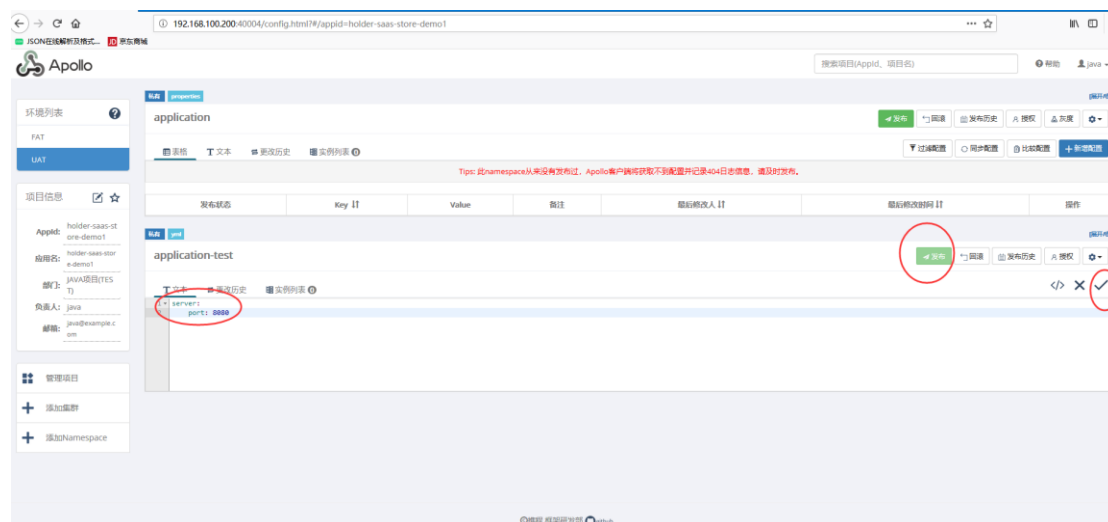 192.168.100.200:40004/config.html?#/appid=holder-saas-store-demo1
JSON在线解析及格式... JD 京东商城
Apollo 搜索项目(AppId、项目名) 帮助 java
私有 properties
环境列表 application 发布 回滚 发布历史 授权 灰度
FAT
UAT 表格 文本 更改历史 实例列表 0 过滤配置 同步配置 比较配置 新增配置
Tips: 此namespace从来没有发布过，Apollo客户端将获取不到配置并记录404日志信息，请及时发布。
项目信息
发布状态 Key Value 备注 最后修改人 最后修改时间 操作
AppId: holder-saas-st
ore-demo1
私有 yml
应用名: holder-saas-stor
e-demo1
application-test 发布 回滚 发布历史 授权
部门: JAVA项目(TES
T)
文本 更改历史 实例列表 0
负责人: java
1 server:
2 port: 8080
邮箱: java@example.c
om
管理项目
添加集群
添加Namespace